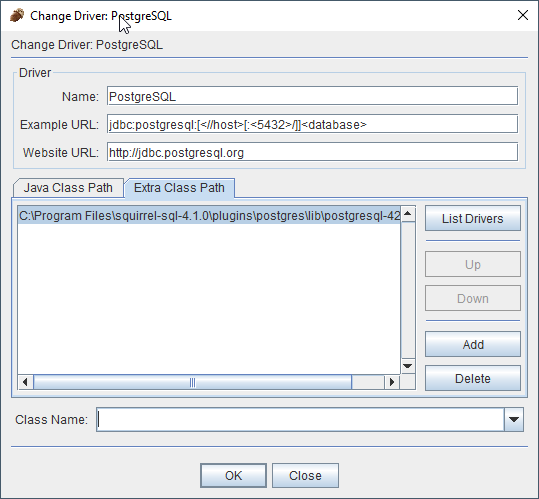 Change Driver: PostgreSQL
Change Driver: PostgreSQL
Driver
Name: PostgreSQL
Example URL: jdbc:postgresql:[<//host>[:<5432>/]]<database>
Website URL: http://jdbc.postgresql.org
Java Class Path Extra Class Path
C:\Program Files\squirrel-sql-4.1.0\plugins\postgres\lib\postgresql-42
List Drivers
Up
Down
Add
Delete
Class Name:
OK Close